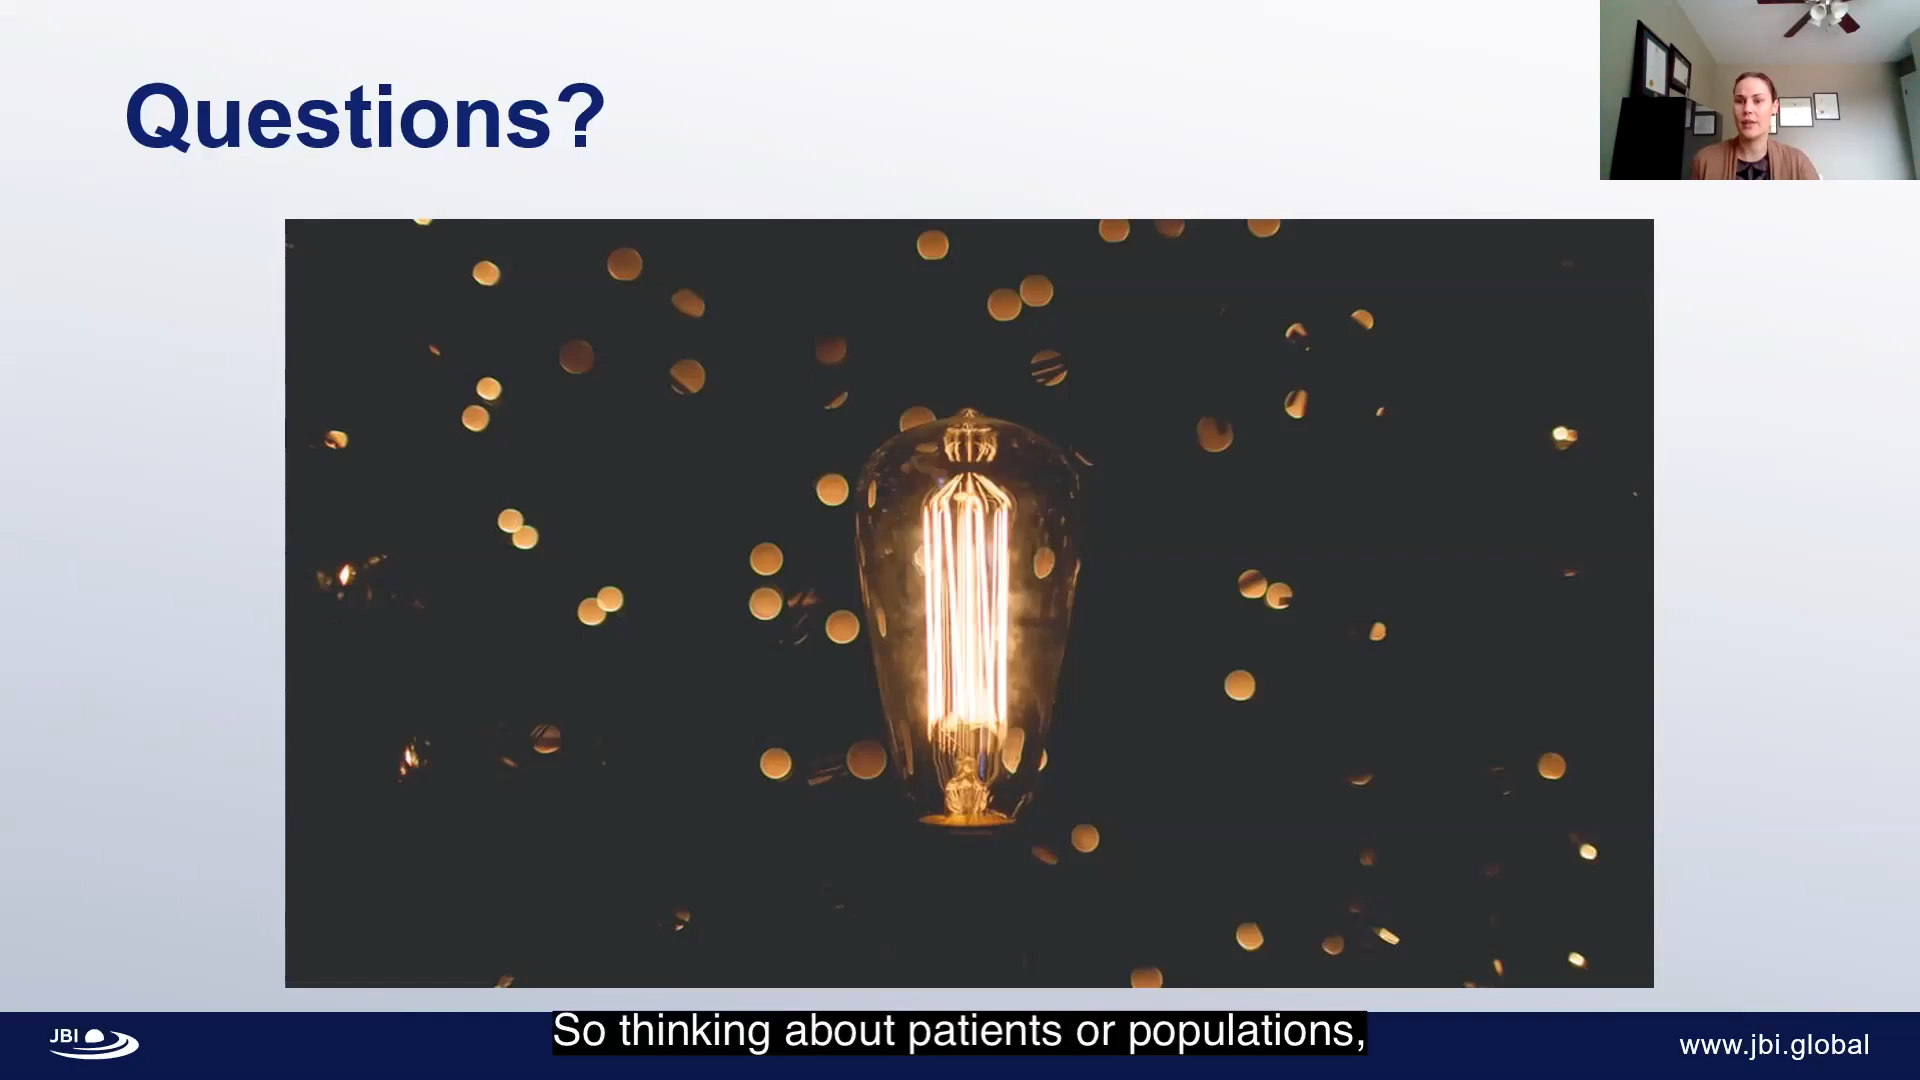 Questions?
So thinking about patients or populations,
JBI
www.jbi.global